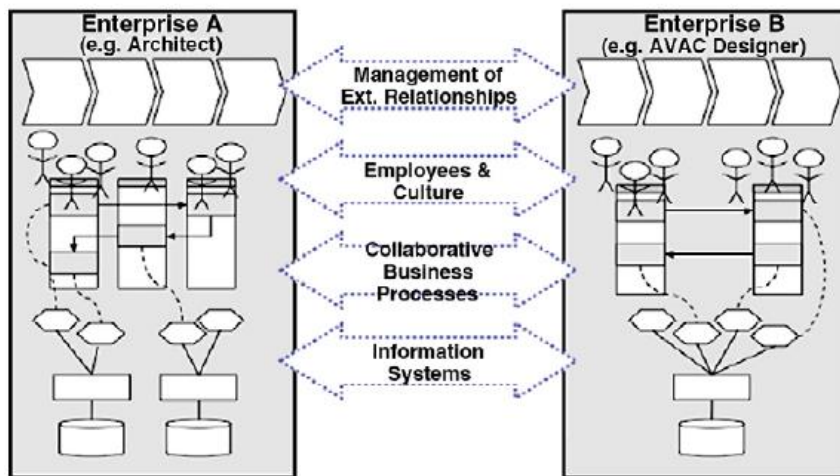 Enterprise A
(e.g. Architect)
Enterprise B
(e.g. AVAC Designer)
Management of
Ext. Relationships
Employees &
Culture
Collaborative
Business
Processes
Information
Systems